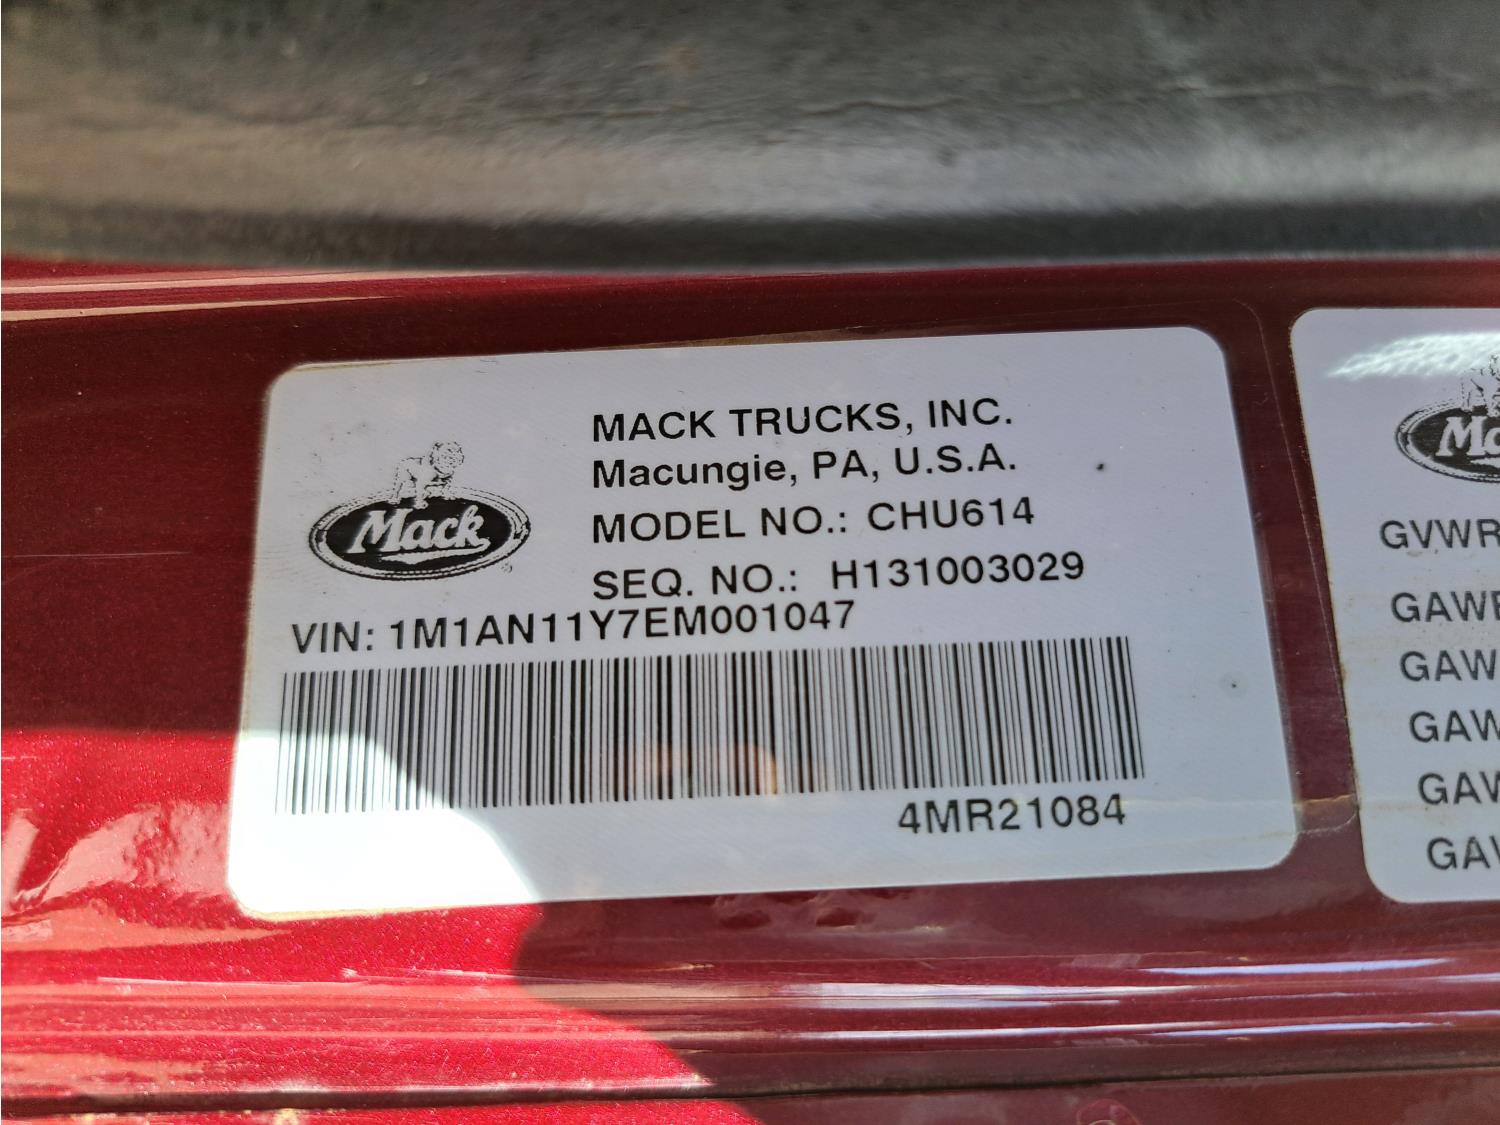 Mack
MACK TRUCKS, INC.
Macungie, PA, U.S.A.
MODEL NO.: CHU614
SEQ. NO.: H131003029
VIN: 1M1AN11Y7EM001047
4MR21084
GVWR